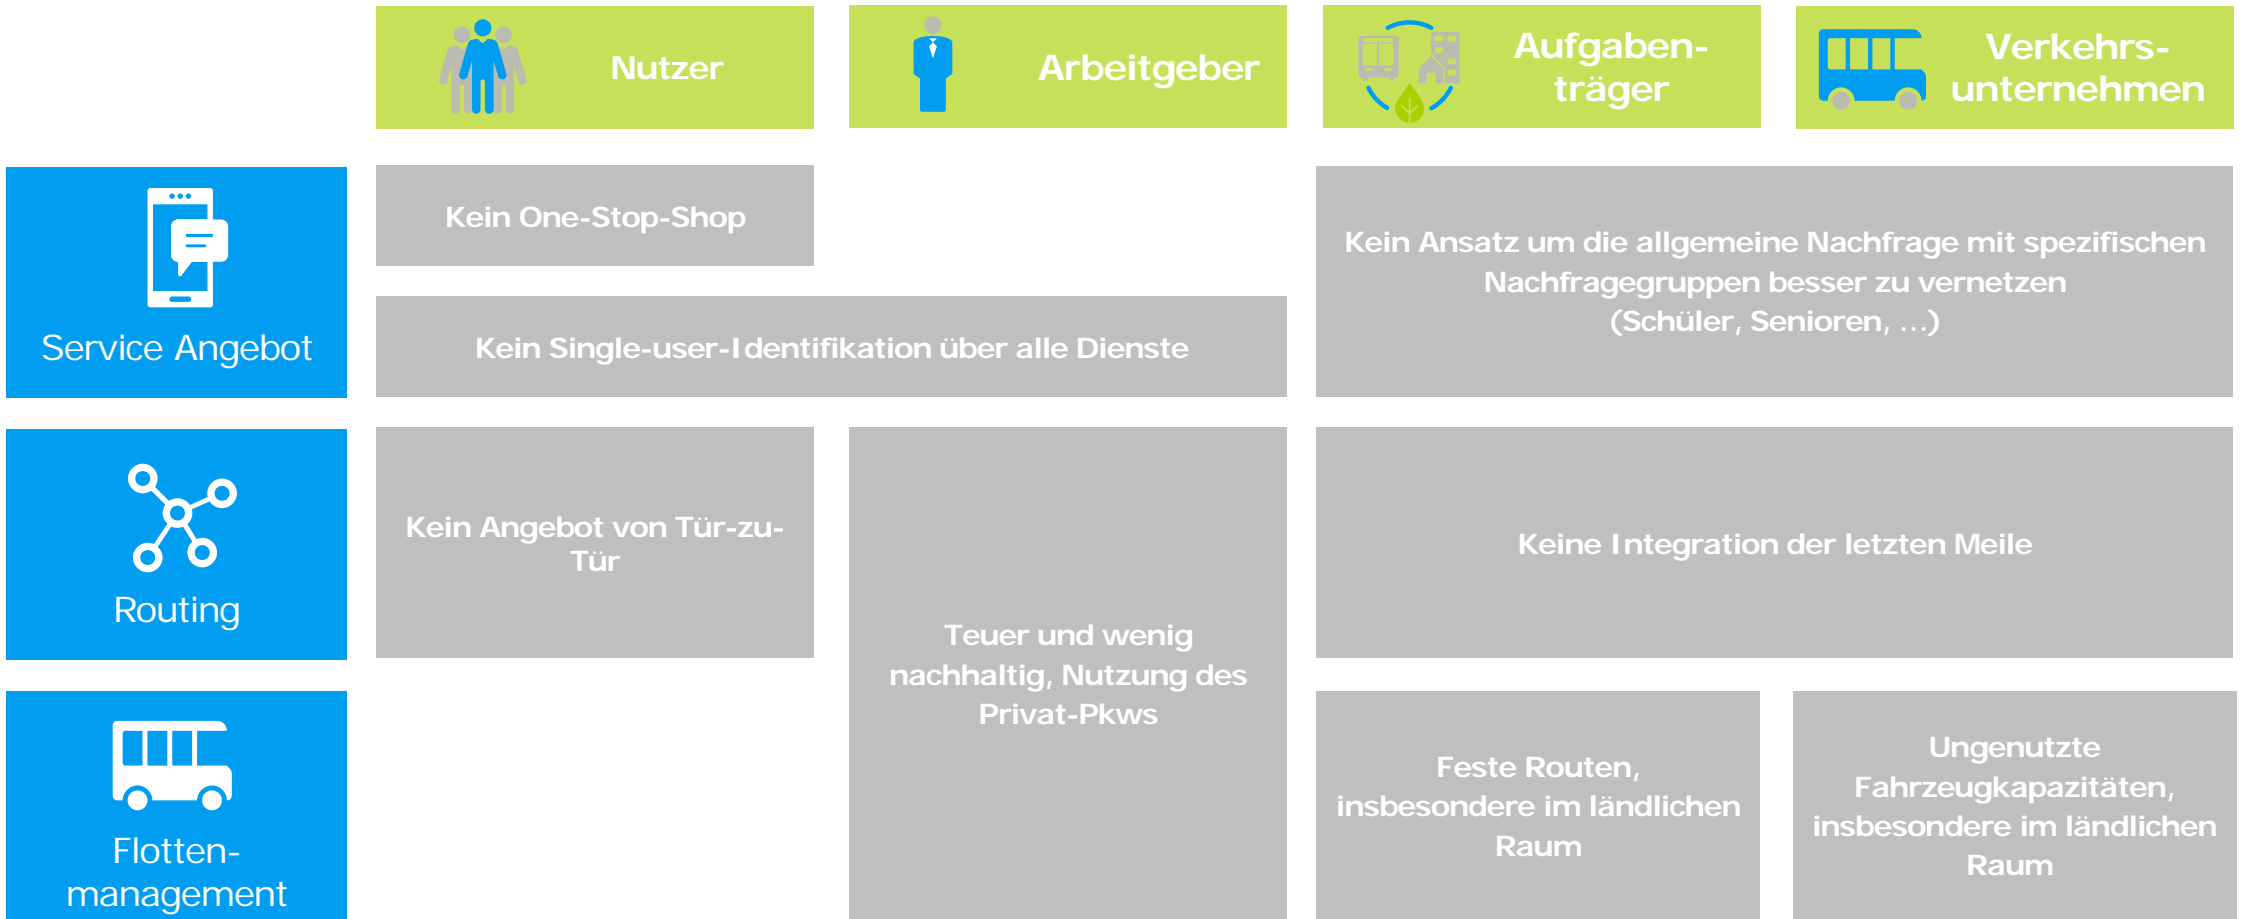 Nutzer
Arbeitgeber
Aufgaben-
träger
Verkehrs-
unternehmen
Service Angebot
Kein One-Stop-Shop
Kein Single-user-Identifikation über alle Dienste
Kein Ansatz um die allgemeine Nachfrage mit spezifischen
Nachfragegruppen besser zu vernetzen
(Schüler, Senioren, ...)
Routing
Kein Angebot von Tür-zu-
Tür
Teuer und wenig
nachhaltig, Nutzung des
Privat-Pkws
Keine Integration der letzten Meile
Flotten-
management
Feste Routen,
insbesondere im ländlichen
Raum
Ungenutzte
Fahrzeugkapazitäten,
insbesondere im ländlichen
Raum